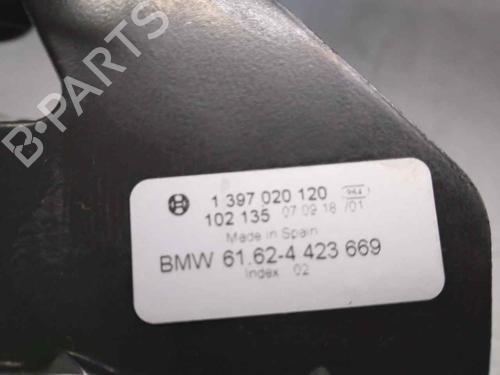 B-PARTS
1 397 020 120 964
102 135 07 09 18 /01
Made in Spain
BMW 61.62-4 423 669
Index 02